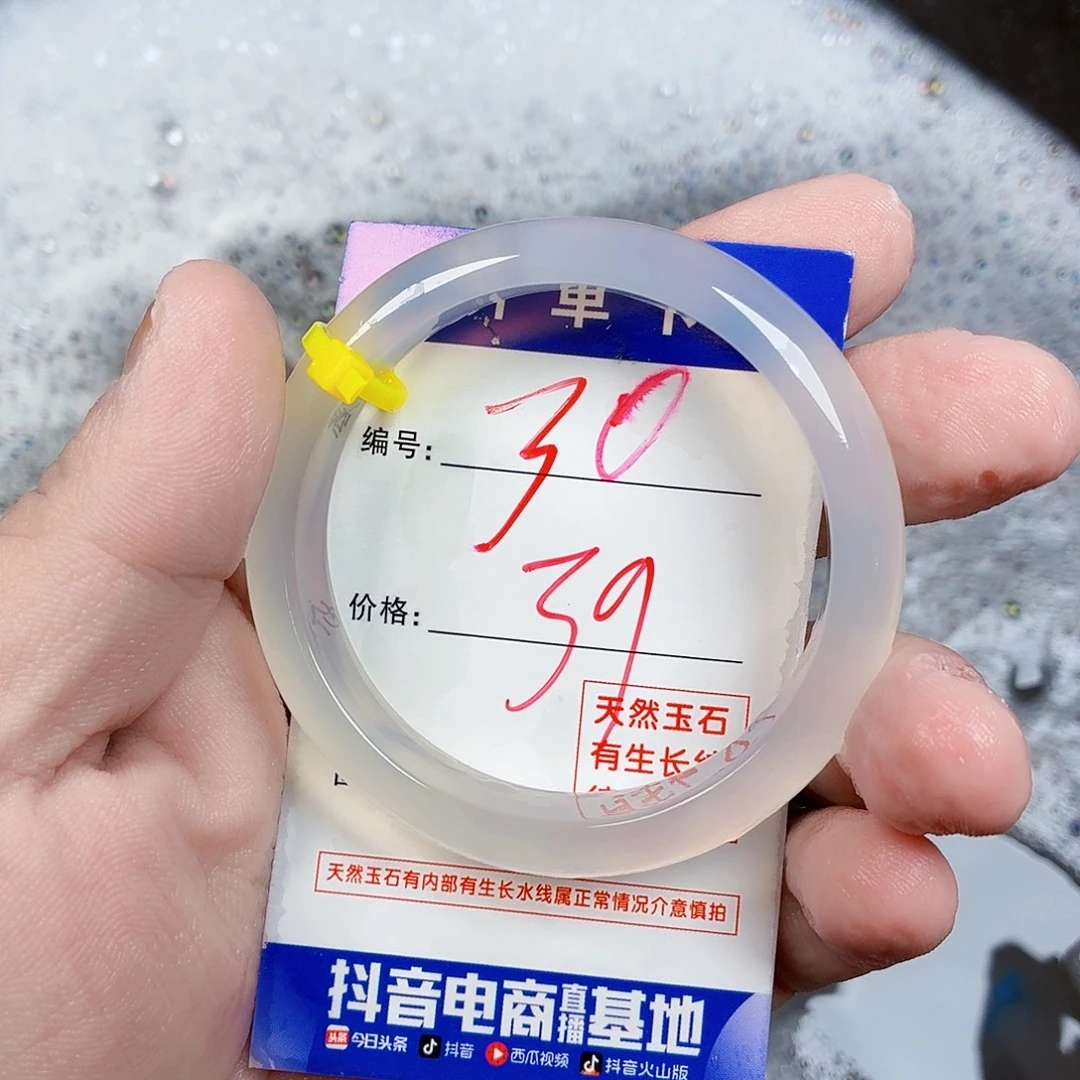 单
编号: 30
价格: 39
天然玉石
有生长
天然玉石有内部有生长水线属正常情况介意慎拍
抖音电商直播基地
头条 今日头条 抖音 西瓜视频 抖音火山版